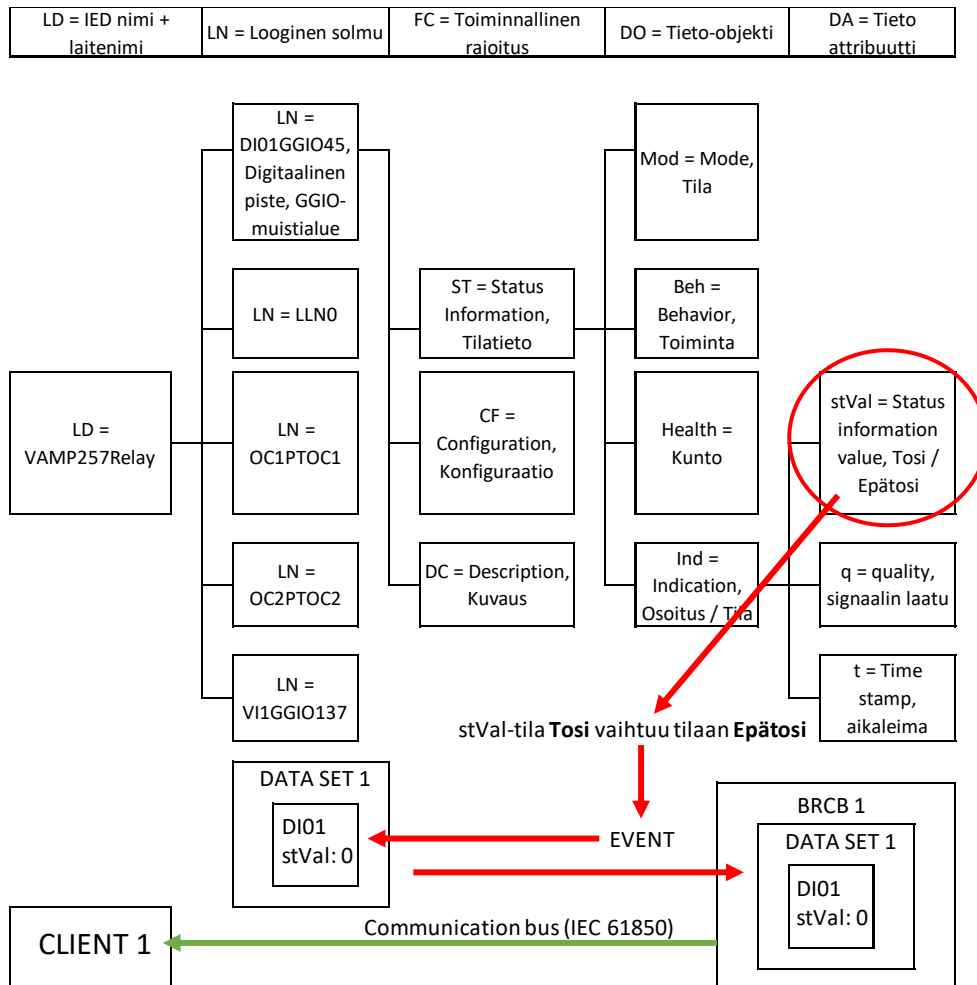 LD = IED nimi +
laitenimi
LN = Looginen solmu
FC = Toiminnallinen
rajoitus
DO = Tieto-objekti
DA = Tieto
attribuutti
LN =
DI01GGIO45,
Digitaalinen
piste, GGIO-
muistialue
Mod = Mode,
Tila
LN = LLN0
ST = Status
Information,
Tilatieto
Beh =
Behavior,
Toiminta
LD =
VAMP257Relay
LN =
OC1PTOC1
CF =
Configuration,
Konfiguraatio
Health =
Kunto
stVal = Status
information
value, Tosi /
Epätosi
LN =
OC2PTOC2
DC = Description,
Kuvaus
Ind =
Indication,
Osoitus / Tila
q = quality,
signaalin laatu
LN =
VI1GGIO137
t = Time
stamp,
aikaleima
stVal-tila Tosi vaihtuu tilaan Epätosi
DATA SET 1
DI01
stVal: 0
EVENT
BRCB 1
DATA SET 1
DI01
stVal: 0
Communication bus (IEC 61850)
CLIENT 1